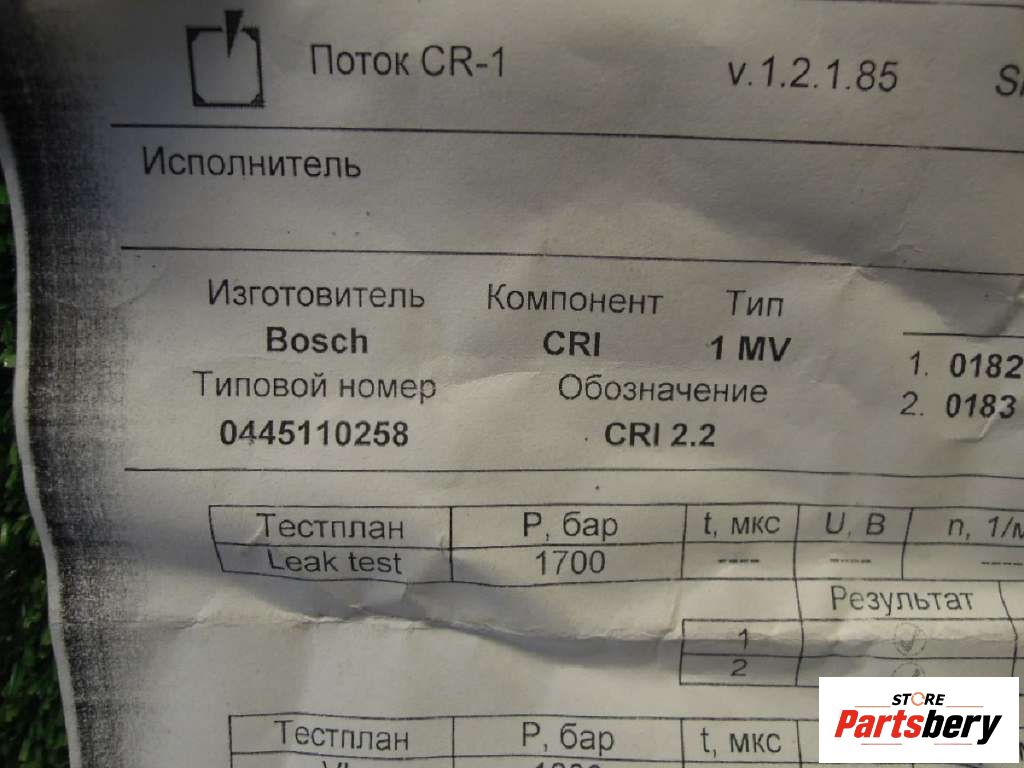 Поток CR-1 v.1.2.1.85
Исполнитель
Изготовитель Компонент Тип
Bosch CRI 1 MV
1. 0182
Типовой номер Обозначение
2. 0183
0445110258 CRI 2.2
Тестплан P, бар t, мкс U, В n, 1/м
Leak test 1700 ---- ---- ----
Результат
1
2
STORE
Partsbery
Тестплан P, бар t, мкс